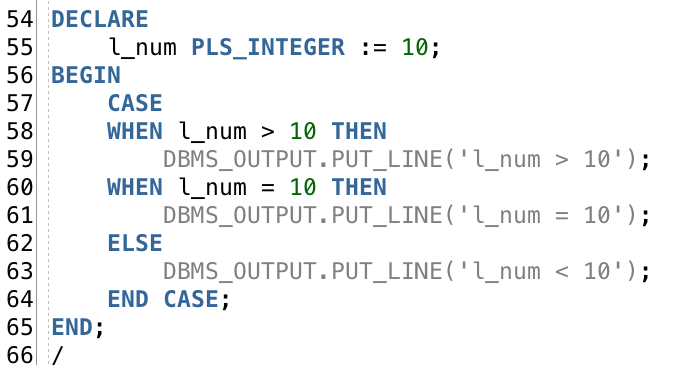 54 DECLARE
55     l_num PLS_INTEGER := 10;
56 BEGIN
57     CASE
58     WHEN l_num > 10 THEN
59         DBMS_OUTPUT.PUT_LINE('l_num > 10');
60     WHEN l_num = 10 THEN
61         DBMS_OUTPUT.PUT_LINE('l_num = 10');
62     ELSE
63         DBMS_OUTPUT.PUT_LINE('l_num < 10');
64     END CASE;
65 END;
66 /